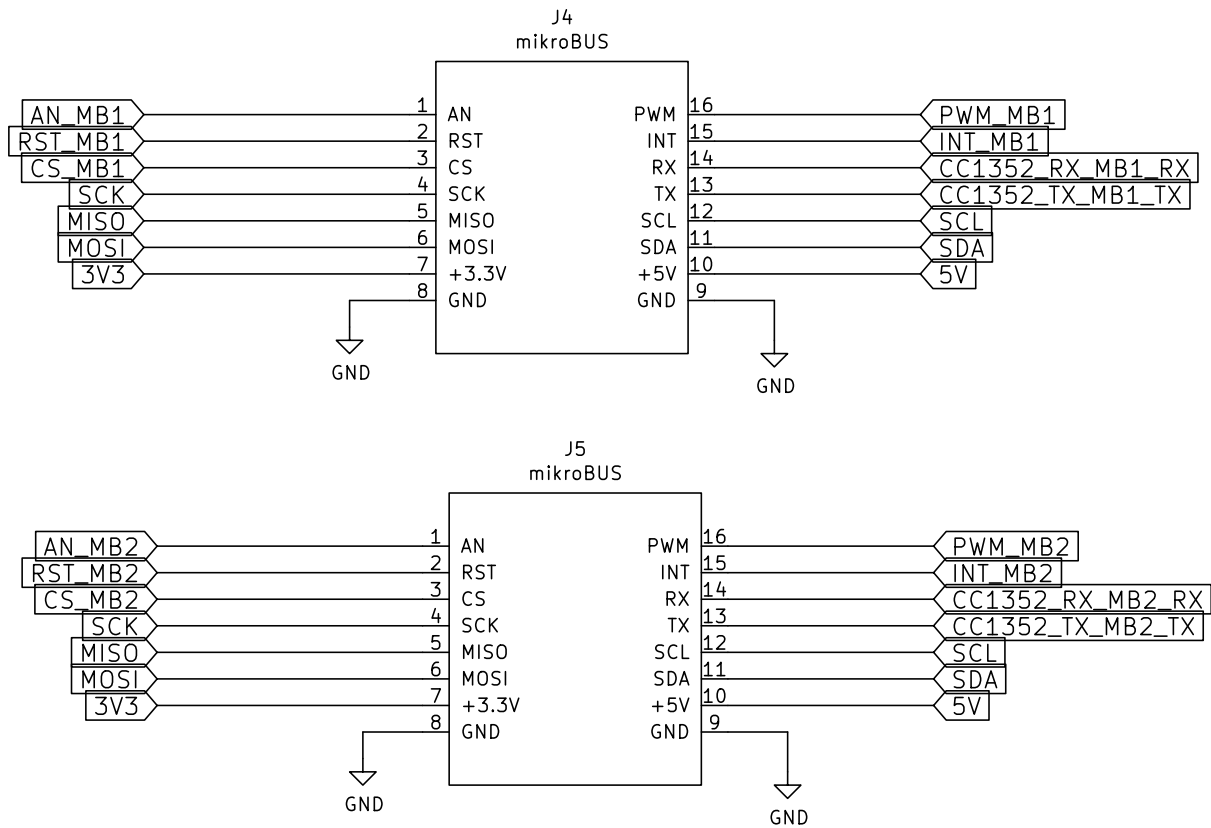 J4
mikroBUS
AN_MB1 1 AN PWM 16 PWM_MB1
RST_MB1 2 RST INT 15 INT_MB1
CS_MB1 3 CS RX 14 CC1352_RX_MB1_RX
SCK 4 SCK TX 13 CC1352_TX_MB1_TX
MISO 5 MISO SCL 12 SCL
MOSI 6 MOSI SDA 11 SDA
3V3 7 +3.3V +5V 10 5V
8 GND GND 9
GND
GND
J5
mikroBUS
AN_MB2 1 AN PWM 16 PWM_MB2
RST_MB2 2 RST INT 15 INT_MB2
CS_MB2 3 CS RX 14 CC1352_RX_MB2_RX
SCK 4 SCK TX 13 CC1352_TX_MB2_TX
MISO 5 MISO SCL 12 SCL
MOSI 6 MOSI SDA 11 SDA
3V3 7 +3.3V +5V 10 5V
8 GND GND 9
GND
GND